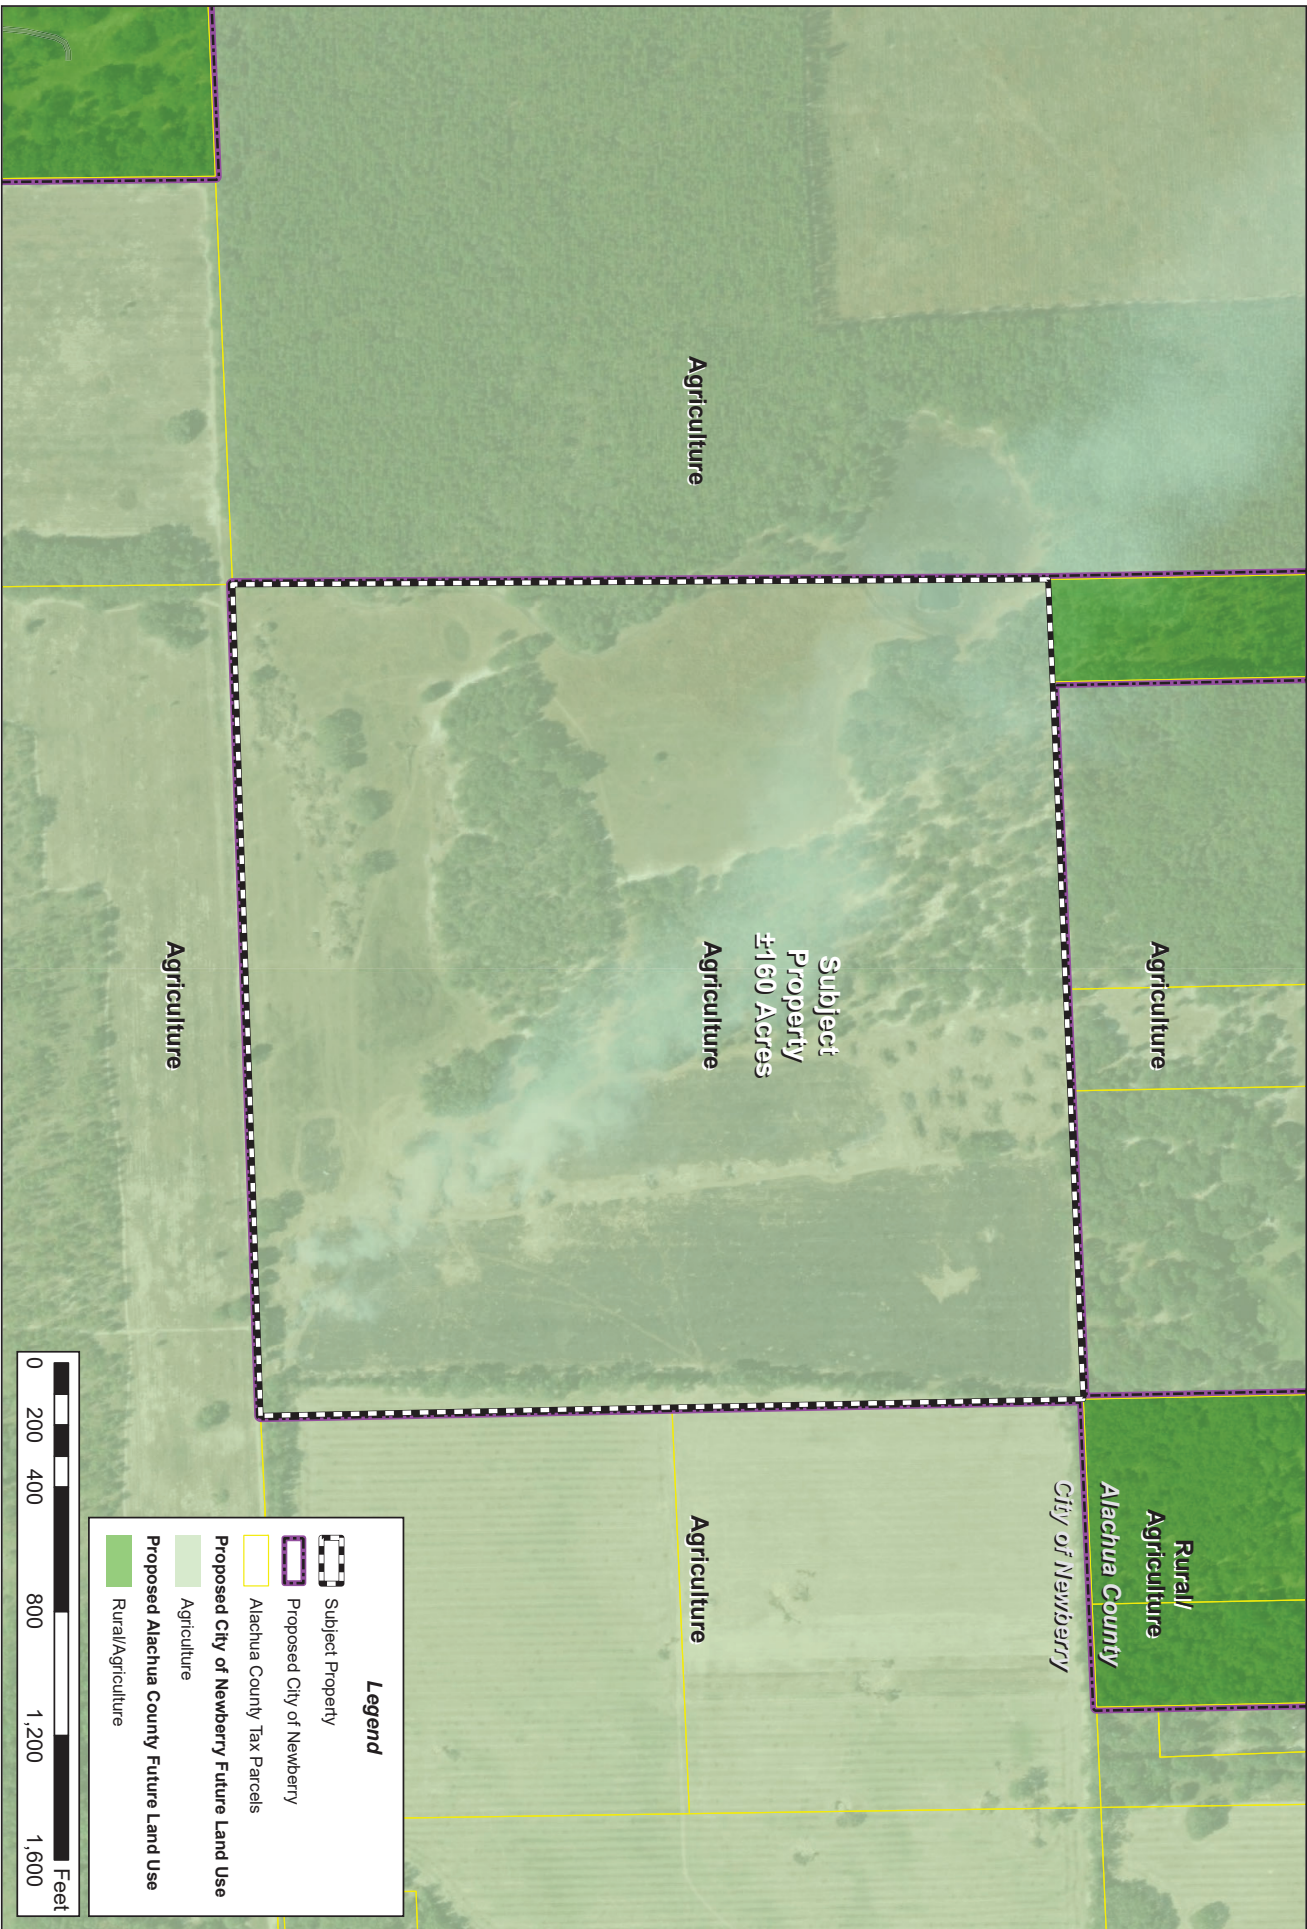 Agriculture
Rural/
Agriculture
Alachua County
City of Newberry
Subject
Property
±160 Acres
Agriculture
Agriculture
Agriculture
Agriculture
Legend
Subject Property
Proposed City of Newberry
Alachua County Tax Parcels
Proposed City of Newberry Future Land Use
Agriculture
Proposed Alachua County Future Land Use
Rural/Agriculture
Feet
0 200 400 800 1,200 1,600